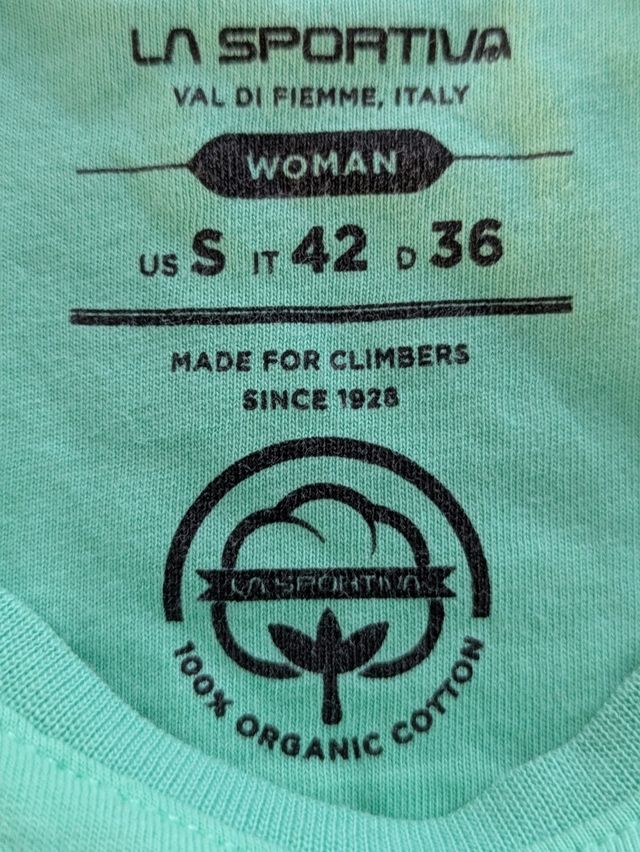 LA SPORTIVA
VAL DI FIEMME, ITALY
WOMAN
US S IT 42 D 36
MADE FOR CLIMBERS
SINCE 1928
LA SPORTIVA
100% ORGANIC COTTON